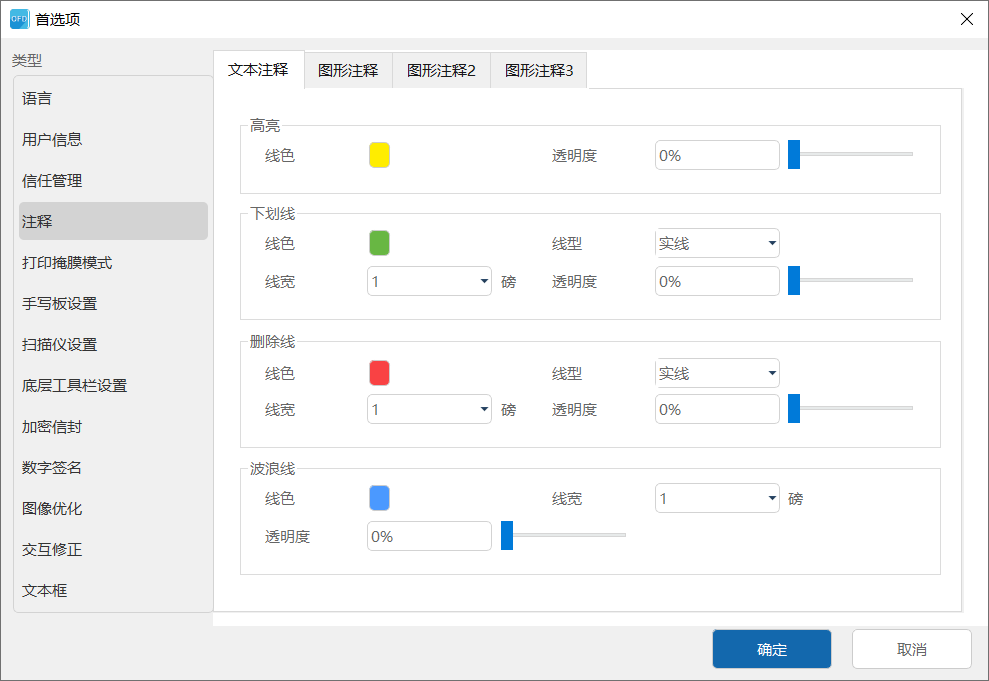 OFD 首选项
类型
语言
用户信息
信任管理
注释
打印掩膜模式
手写板设置
扫描仪设置
底层工具栏设置
加密信封
数字签名
图像优化
交互修正
文本框
文本注释 图形注释 图形注释2 图形注释3
高亮
线色 透明度 0%
下划线
线色 线型 实线
线宽 1 磅 透明度 0%
删除线
线色 线型 实线
线宽 1 磅 透明度 0%
波浪线
线色 线宽 1 磅
透明度 0%
确定 取消